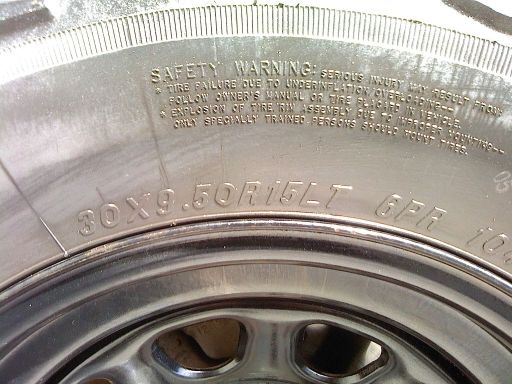 SAFETY WARNING: SERIOUS INJURY MAY RESULT FROM:
* TIRE FAILURE DUE TO UNDERINFLATION/OVERLOADING—
FOLLOW OWNER'S MANUAL OR TIRE PLACARD IN VEHICLE.
* EXPLOSION OF TIRE/RIM ASSEMBLY DUE TO IMPROPER MOUNTING—
ONLY SPECIALLY TRAINED PERSONS SHOULD MOUNT TIRES.
30X9.50R15LT 6PR 104